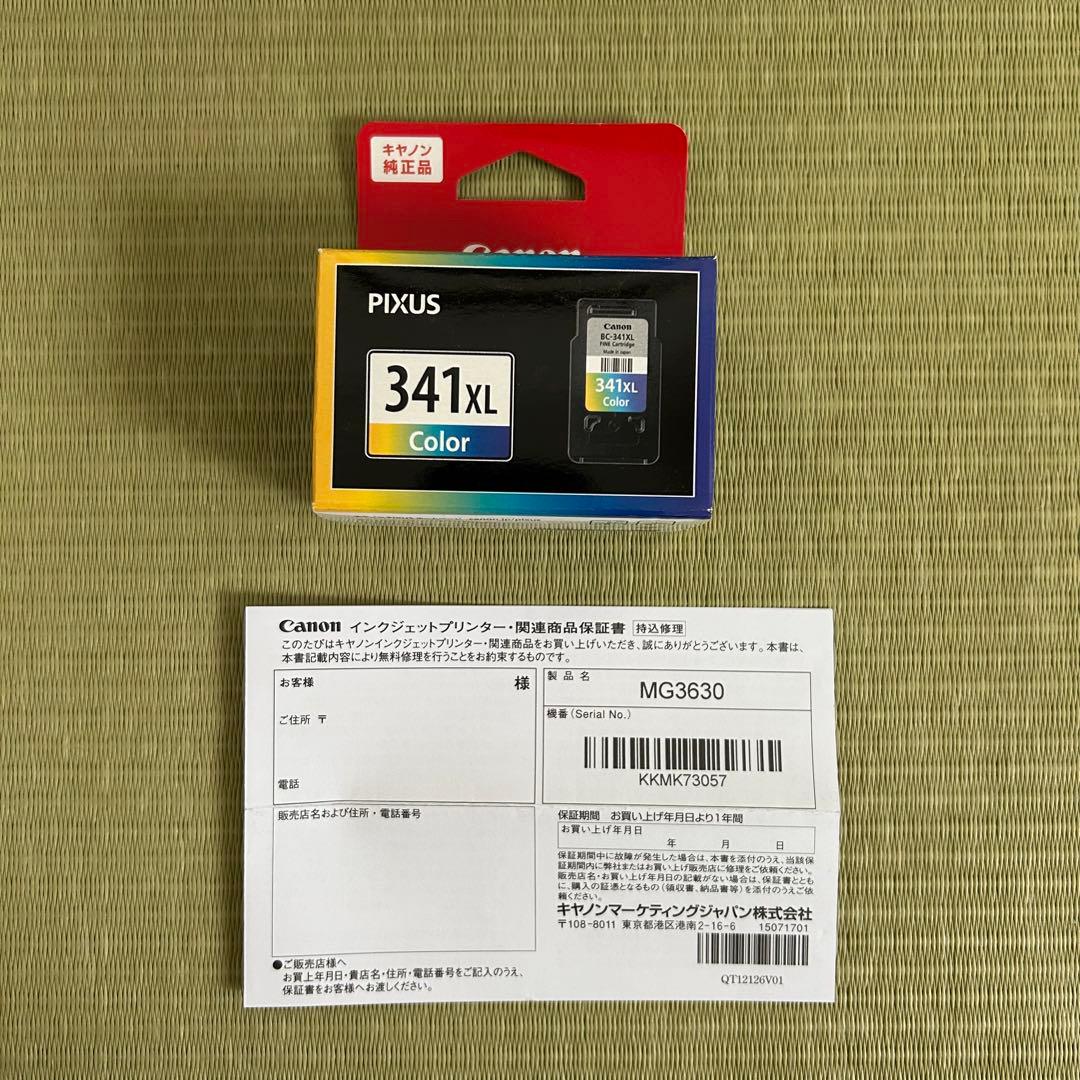 キヤノン
純正品
Canon
PIXUS
341XL
Color
Canon
BC-341XL
FINE Cartridge
Made in Japan
341XL
Color
Canon インクジェットプリンター・関連商品保証書 持込修理
このたびはキヤノンインクジェットプリンター・関連商品をお買い上げいただき、誠にありがとうございます。本書は、
本書記載内容により無料修理を行うことをお約束するものです。
お客様 様
ご住所 〒
電話
製品名
MG3630
機番(Serial No.)
KKMK73057
販売店名および住所・電話番号
保証期間 お買い上げ年月日より1年間
お買い上げ年月日
年 月 日
保証期間中に故障が発生した場合は、本書を添付のうえ、当該保
証期間内に弊社またはお買い上げ販売店に修理をご依頼ください。
販売店名・お買い上げ年月日の記載がない場合は、保証書ととも
に、購入の証憑となるもの(領収書、納品書等)を添付のうえご依
頼ください。
キヤノンマーケティングジャパン株式会社
〒108-8011 東京都港区港南2-16-6 15071701
QT12126V01
●ご販売店様へ
お買上年月日・貴店名・住所・電話番号をご記入のうえ、
保証書をお客様へお渡しください。